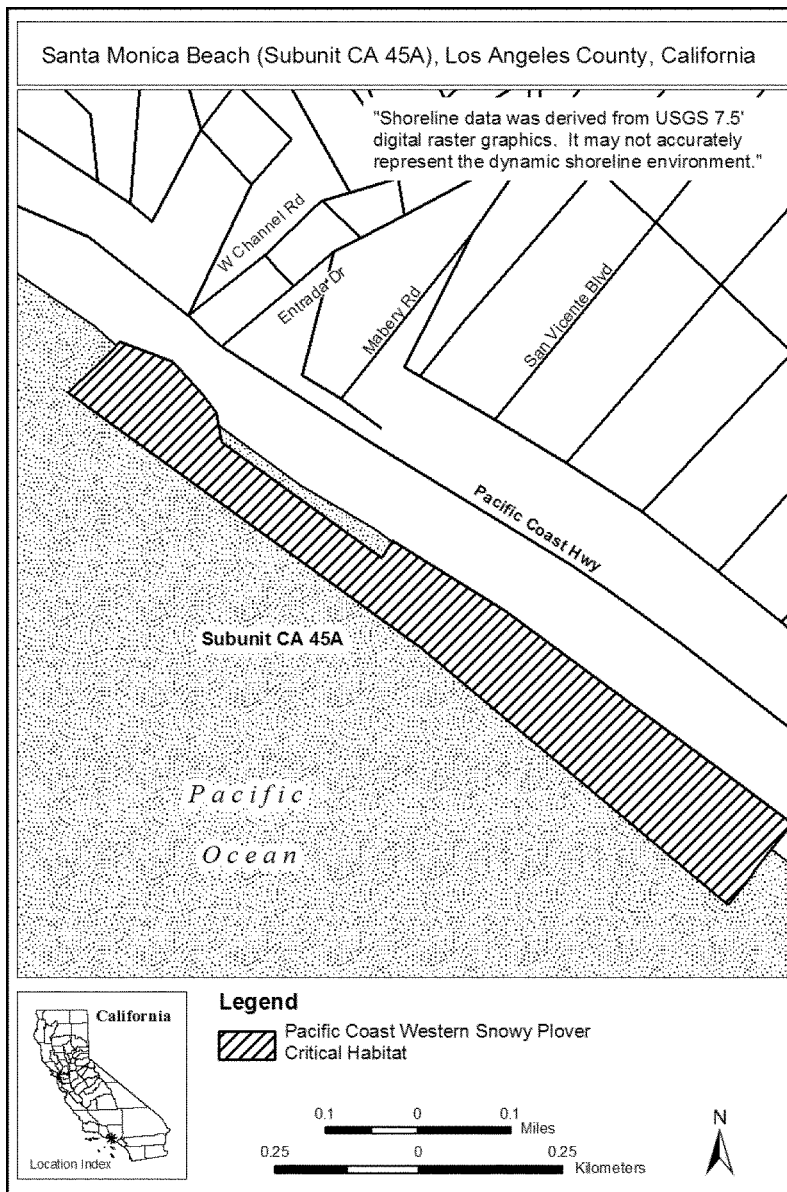 Santa Monica Beach (Subunit CA 45A), Los Angeles County, California
"Shoreline data was derived from USGS 7.5'
digital raster graphics. It may not accurately
represent the dynamic shoreline environment."
W Channel Rd
Entrada Dr
Mabery Rd
San Vicente Blvd
Pacific Coast Hwy
Subunit CA 45A
Pacific
Ocean
California
Location Index
Legend
Pacific Coast Western Snowy Plover
Critical Habitat
0.1 0 0.1
Miles
0.25 0 0.25
Kilometers
N